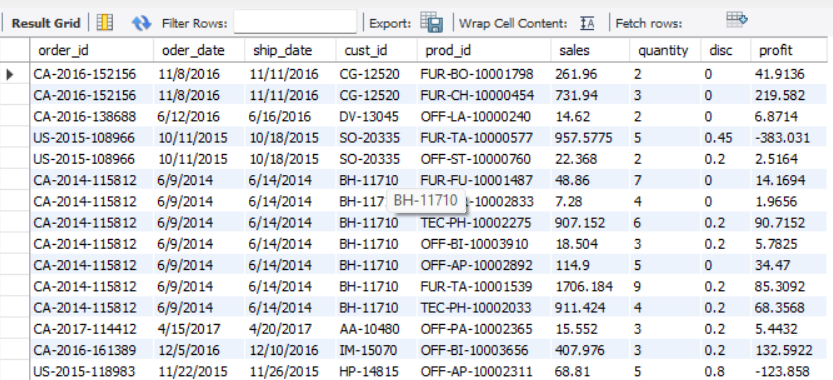 Result Grid Filter Rows: Export: Wrap Cell Content: IA Fetch rows:
order_id oder_date ship_date cust_id prod_id sales quantity disc profit
CA-2016-152156 11/8/2016 11/11/2016 CG-12520 FUR-BO-10001798 261.96 2 0 41.9136
CA-2016-152156 11/8/2016 11/11/2016 CG-12520 FUR-CH-10000454 731.94 3 0 219.582
CA-2016-138688 6/12/2016 6/16/2016 DV-13045 OFF-LA-10000240 14.62 2 0 6.8714
US-2015-108966 10/11/2015 10/18/2015 SO-20335 FUR-TA-10000577 957.5775 5 0.45 -383.031
US-2015-108966 10/11/2015 10/18/2015 SO-20335 OFF-ST-10000760 22.368 2 0.2 2.5164
CA-2014-115812 6/9/2014 6/14/2014 BH-11710 FUR-FU-10001487 48.86 7 0 14.1694
CA-2014-115812 6/9/2014 6/14/2014 BH-117 BH-11710 -10002833 7.28 4 0 1.9656
CA-2014-115812 6/9/2014 6/14/2014 BH-11710 TEC-PH-10002275 907.152 6 0.2 90.7152
CA-2014-115812 6/9/2014 6/14/2014 BH-11710 OFF-BI-10003910 18.504 3 0.2 5.7825
CA-2014-115812 6/9/2014 6/14/2014 BH-11710 OFF-AP-10002892 114.9 5 0 34.47
CA-2014-115812 6/9/2014 6/14/2014 BH-11710 FUR-TA-10001539 1706.184 9 0.2 85.3092
CA-2014-115812 6/9/2014 6/14/2014 BH-11710 TEC-PH-10002033 911.424 4 0.2 68.3568
CA-2017-114412 4/15/2017 4/20/2017 AA-10480 OFF-PA-10002365 15.552 3 0.2 5.4432
CA-2016-161389 12/5/2016 12/10/2016 IM-15070 OFF-BI-10003656 407.976 3 0.2 132.5922
US-2015-118983 11/22/2015 11/26/2015 HP-14815 OFF-AP-10002311 68.81 5 0.8 -123.858